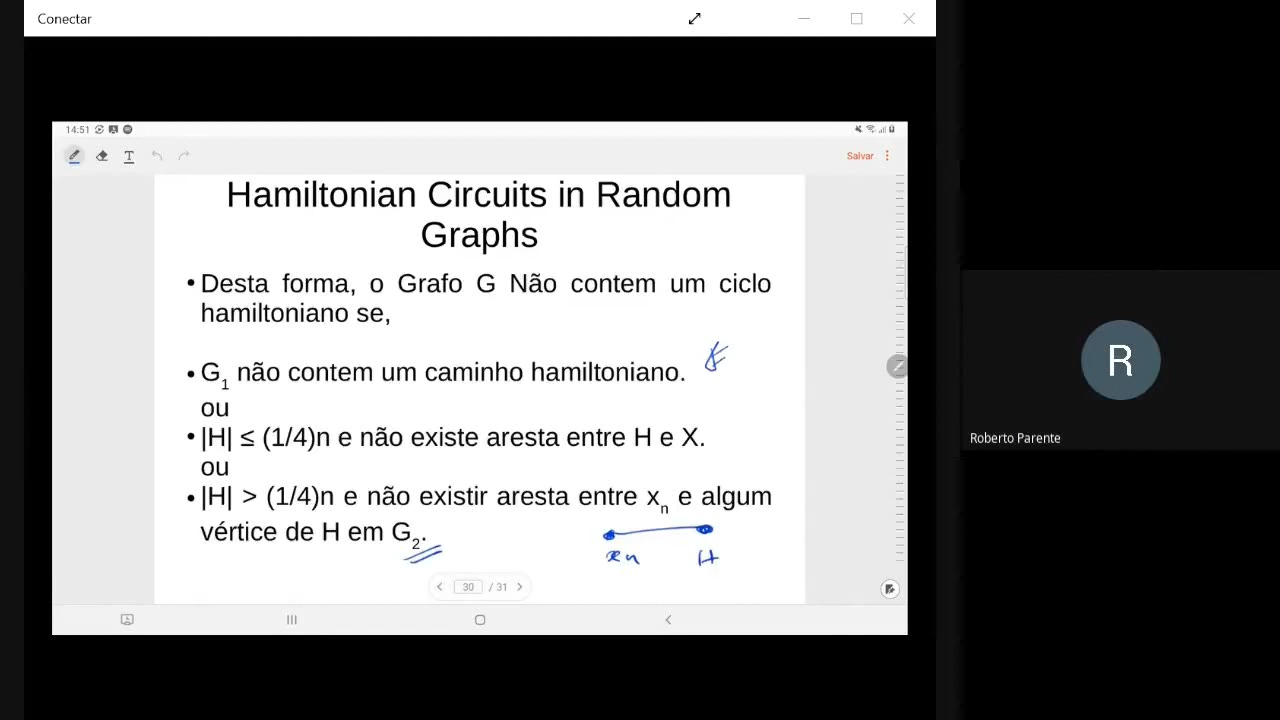 Conectar
14:51
Salvar
Hamiltonian Circuits in Random
Graphs
•Desta forma, o Grafo G Não contem um ciclo
hamiltoniano se,
•G1 não contem um caminho hamiltoniano.
ou
•|H| ≤ (1/4)n e não existe aresta entre H e X.
ou
•|H| > (1/4)n e não existir aresta entre xn e algum
vértice de H em G2.
xn H
30 / 31
R
Roberto Parente